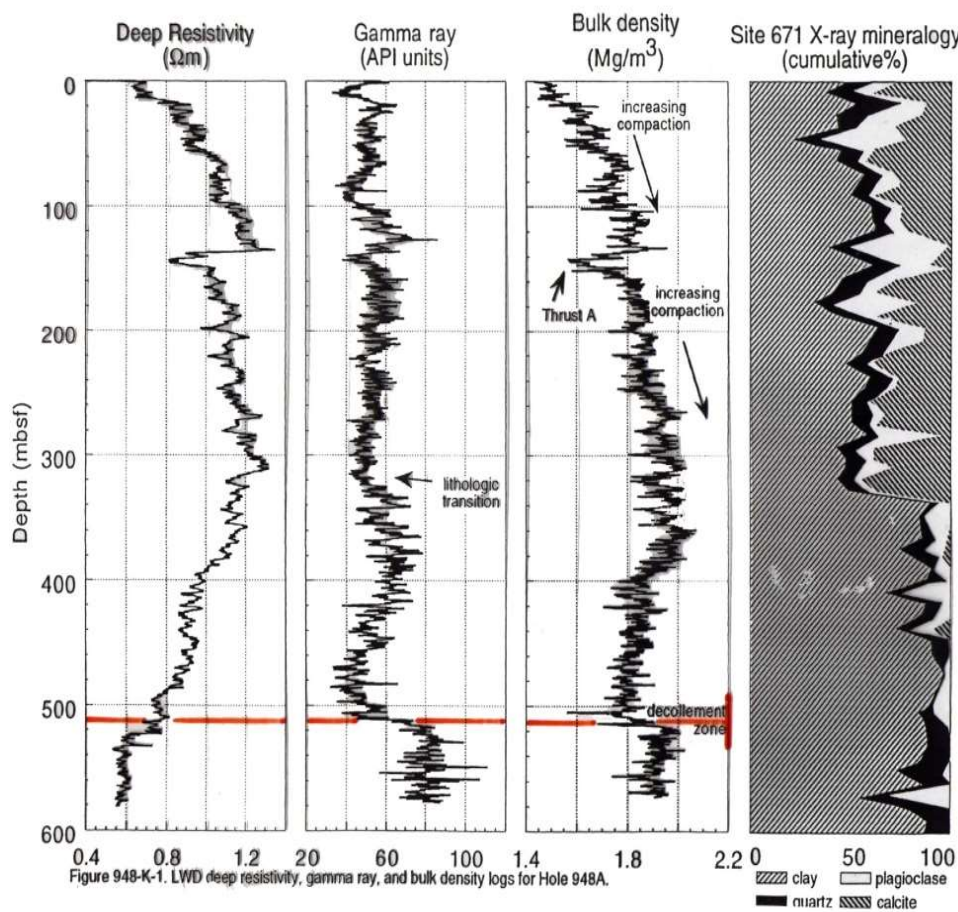 Deep Resistivity
(Ωm)
Gamma ray
(API units)
Bulk density
(Mg/m³)
Site 671 X-ray mineralogy
(cumulative%)
Depth (mbsf)
0
100
200
300
400
500
600
increasing
compaction
Thrust A
increasing
compaction
lithologic
transition
decollement
zone
0.4 0.8 1.2
20 60 100
1.4 1.8 2.2
0 50 100
Figure 948-K-1. LWD deep resistivity, gamma ray, and bulk density logs for Hole 948A.
clay plagioclase
quartz calcite